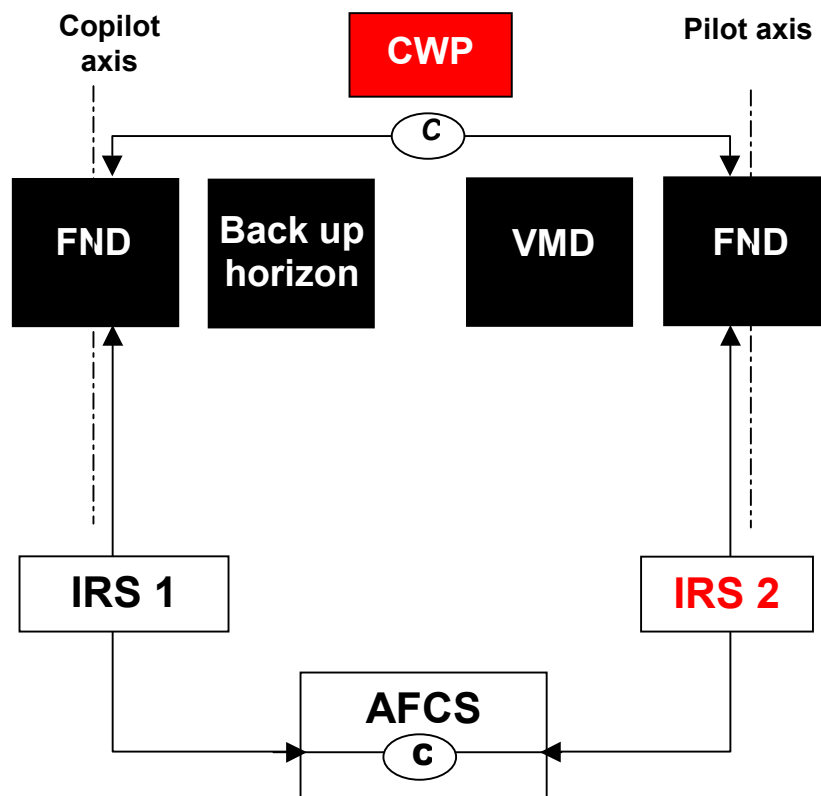 Copilot
axis
CWP
Pilot axis
C
FND
Back up
horizon
VMD
FND
IRS 1
IRS 2
AFCS
c